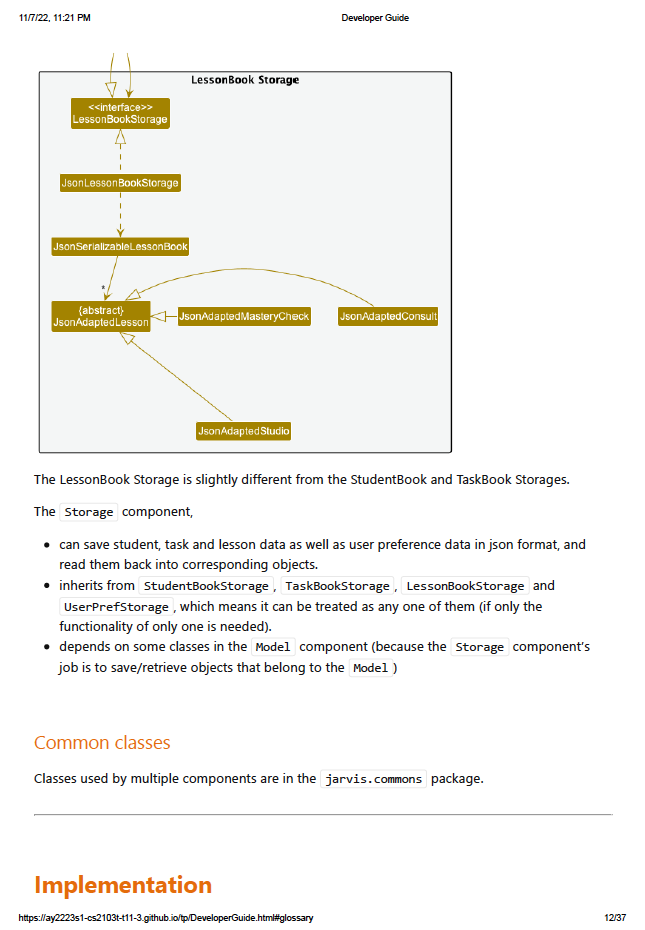 11/7/22, 11:21 PM Developer Guide
LessonBook Storage
<<interface>>
LessonBookStorage
JsonLessonBookStorage
JsonSerializableLessonBook
*
{abstract}
JsonAdaptedLesson
JsonAdaptedMasteryCheck
JsonAdaptedConsult
JsonAdaptedStudio
The LessonBook Storage is slightly different from the StudentBook and TaskBook Storages.
The Storage component,
• can save student, task and lesson data as well as user preference data in json format, and
read them back into corresponding objects.
• inherits from StudentBookStorage , TaskBookStorage , LessonBookStorage and
UserPrefStorage , which means it can be treated as any one of them (if only the
functionality of only one is needed).
• depends on some classes in the Model component (because the Storage component's
job is to save/retrieve objects that belong to the Model )
Common classes
Classes used by multiple components are in the jarvis.commons package.
Implementation
https://ay2223s1-cs2103t-t11-3.github.io/tp/DeveloperGuide.html#glossary 12/37